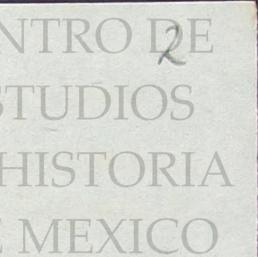 NTRO DE
2
STUDIOS
HISTORIA
E MEXICO